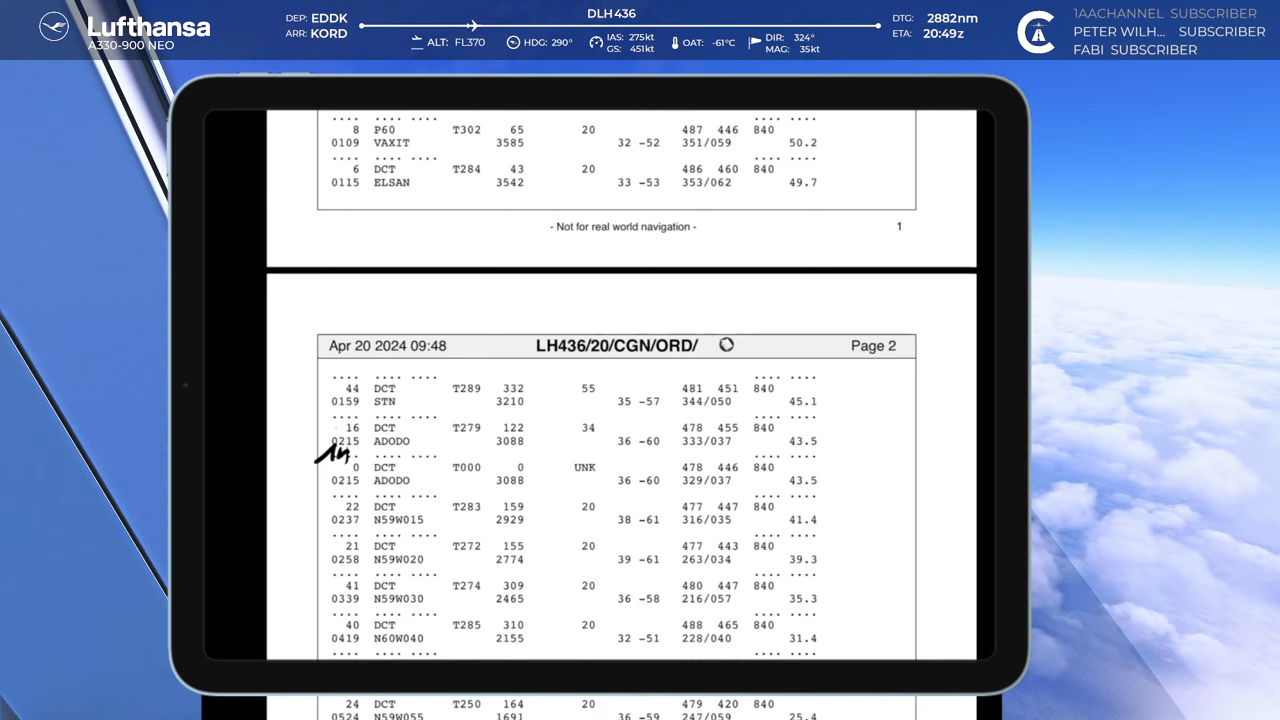 Lufthansa
A330-900 NEO
DEP: EDDK
ARR: KORD
DLH436
ALT: FL370
HDG: 290°
IAS: 275kt
GS: 451kt
OAT: -61°C
DIR: 324°
MAG: 35kt
DTG: 2882nm
ETA: 20:49z
1AACHANNEL SUBSCRIBER
PETER WILH... SUBSCRIBER
FABI SUBSCRIBER
.... .... .... .... ....
8 P60 T302 65 20 487 446 840
0109 VAXIT 3585 32 -52 351/059 50.2
.... .... .... .... ....
6 DCT T284 43 20 486 460 840
0115 ELSAN 3542 33 -53 353/062 49.7
- Not for real world navigation - 1
Apr 20 2024 09:48 LH436/20/CGN/ORD/ Page 2
.... .... .... .... ....
44 DCT T289 332 55 481 451 840
0159 STN 3210 35 -57 344/050 45.1
.... .... .... .... ....
16 DCT T279 122 34 478 455 840
0215 ADODO 3088 36 -60 333/037 43.5
.... .... .... ....
0 DCT T000 0 UNK 478 446 840
0215 ADODO 3088 36 -60 329/037 43.5
.... .... .... .... ....
22 DCT T283 159 20 477 447 840
0237 N59W015 2929 38 -61 316/035 41.4
.... .... .... .... ....
21 DCT T272 155 20 477 443 840
0258 N59W020 2774 39 -61 263/034 39.3
.... .... .... .... ....
41 DCT T274 309 20 480 447 840
0339 N59W030 2465 36 -58 216/057 35.3
.... .... .... .... ....
40 DCT T285 310 20 488 465 840
0419 N60W040 2155 32 -51 228/040 31.4
.... .... .... .... ....
24 DCT T250 164 20 479 420 840
0524 N59W055 1691 36 -59 247/059 25.4